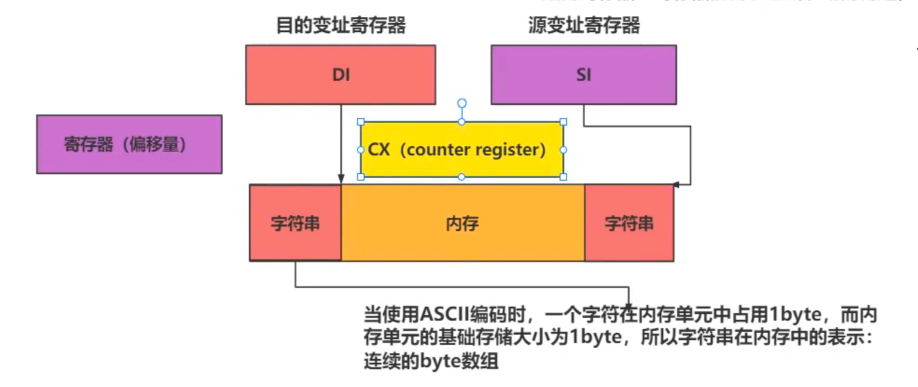 目的变址寄存器
源变址寄存器
DI
SI
寄存器（偏移量）
CX（counter register）
字符串
内存
字符串
当使用ASCII编码时，一个字符在内存单元中占用1byte，而内
存单元的基础存储大小为1byte，所以字符串在内存中的表示：
连续的byte数组